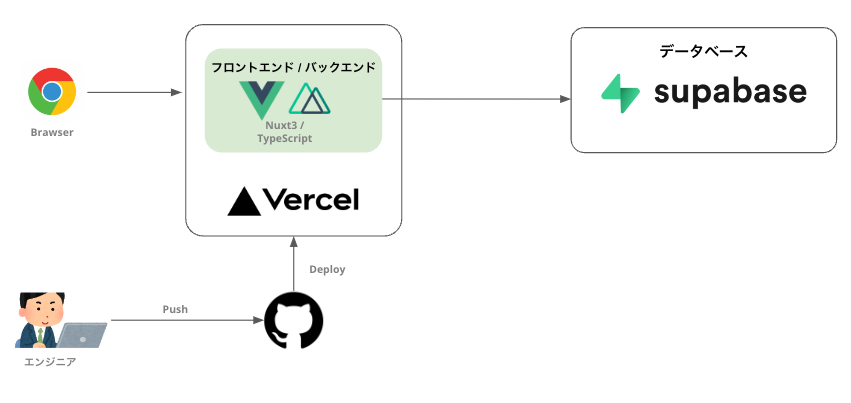 フロントエンド / バックエンド
Nuxt3 /
TypeScript
Vercel
データベース
supabase
Brawser
Deploy
Push
エンジニア